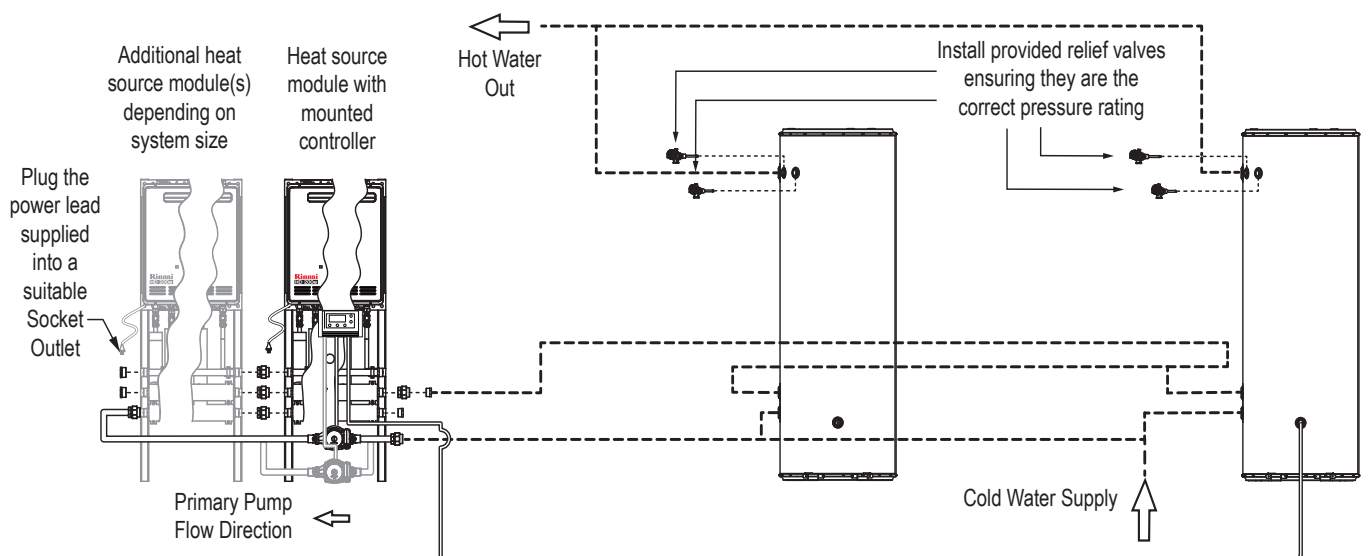 Hot Water
Out
Additional heat
source module(s)
depending on
system size
Heat source
module with
mounted
controller
Install provided relief valves
ensuring they are the
correct pressure rating
Plug the
power lead
supplied
into a
suitable
Socket
Outlet
Rinnai
Rinnai
Primary Pump
Flow Direction
Cold Water Supply